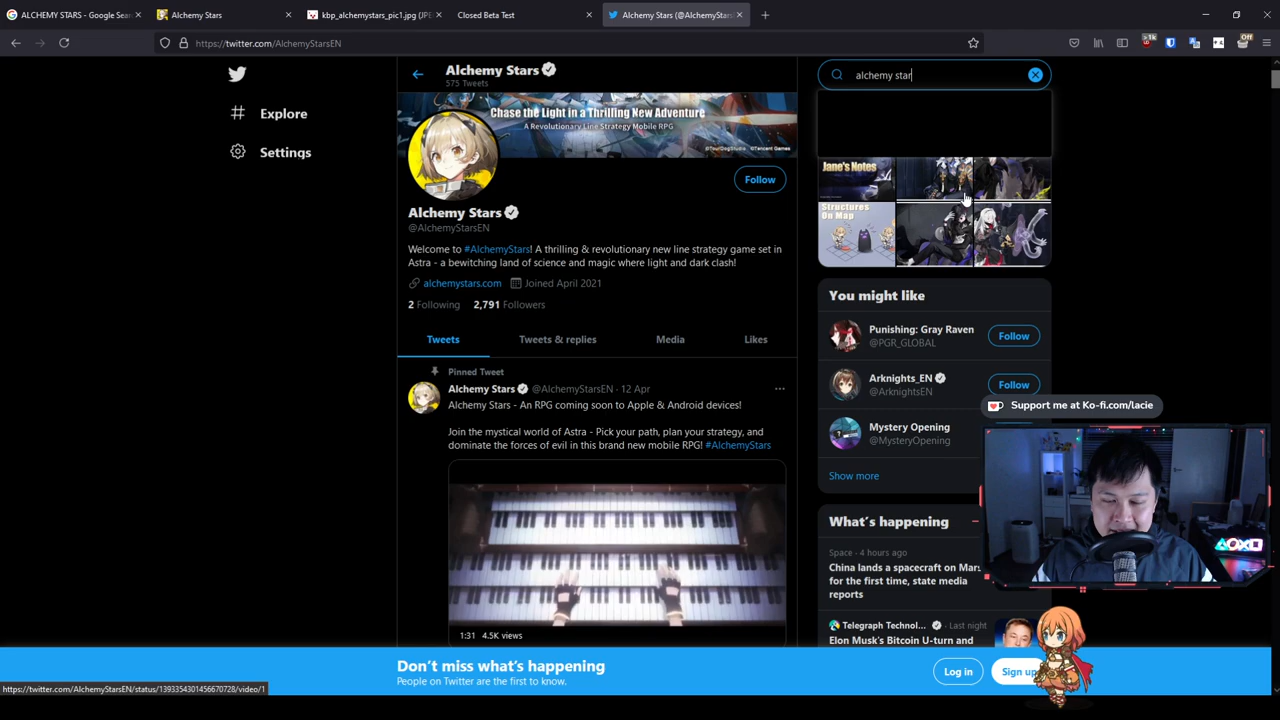 ALCHEMY STARS - Google Sear
Alchemy Stars
kbp_alchemystars_pic1.jpg (JPE
Closed Beta Test
Alchemy Stars (@AlchemyStars
https://twitter.com/AlchemyStarsEN
>1k
Off
Explore
Settings
Alchemy Stars
575 Tweets
Chase the Light in a Thrilling New Adventure
A Revolutionary Line Strategy Mobile RPG
©TourDogStudio ©Tencent Games
Follow
Alchemy Stars
@AlchemyStarsEN
Welcome to #AlchemyStars! A thrilling & revolutionary new line strategy game set in
Astra - a bewitching land of science and magic where light and dark clash!
alchemystars.com Joined April 2021
2 Following 2,791 Followers
Tweets Tweets & replies Media Likes
Pinned Tweet
Alchemy Stars @AlchemyStarsEN · 12 Apr
Alchemy Stars - An RPG coming soon to Apple & Android devices!
Join the mystical world of Astra - Pick your path, plan your strategy, and
dominate the forces of evil in this brand new mobile RPG! #AlchemyStars
1:31 4.5K views
alchemy star
Jane's Notes
Structures
On Map
You might like
Punishing: Gray Raven
@PGR_GLOBAL
Follow
Arknights_EN
@ArknightsEN
Follow
Mystery Opening
@MysteryOpening
Show more
Support me at Ko-fi.com/lacie
What's happening
Space · 4 hours ago
China lands a spacecraft on Mars
for the first time, state media
reports
Telegraph Technol... · Last night
Elon Musk's Bitcoin U-turn and
Don't miss what's happening
People on Twitter are the first to know.
Log in
Sign up
https://twitter.com/AlchemyStarsEN/status/1393354301456670728/video/1